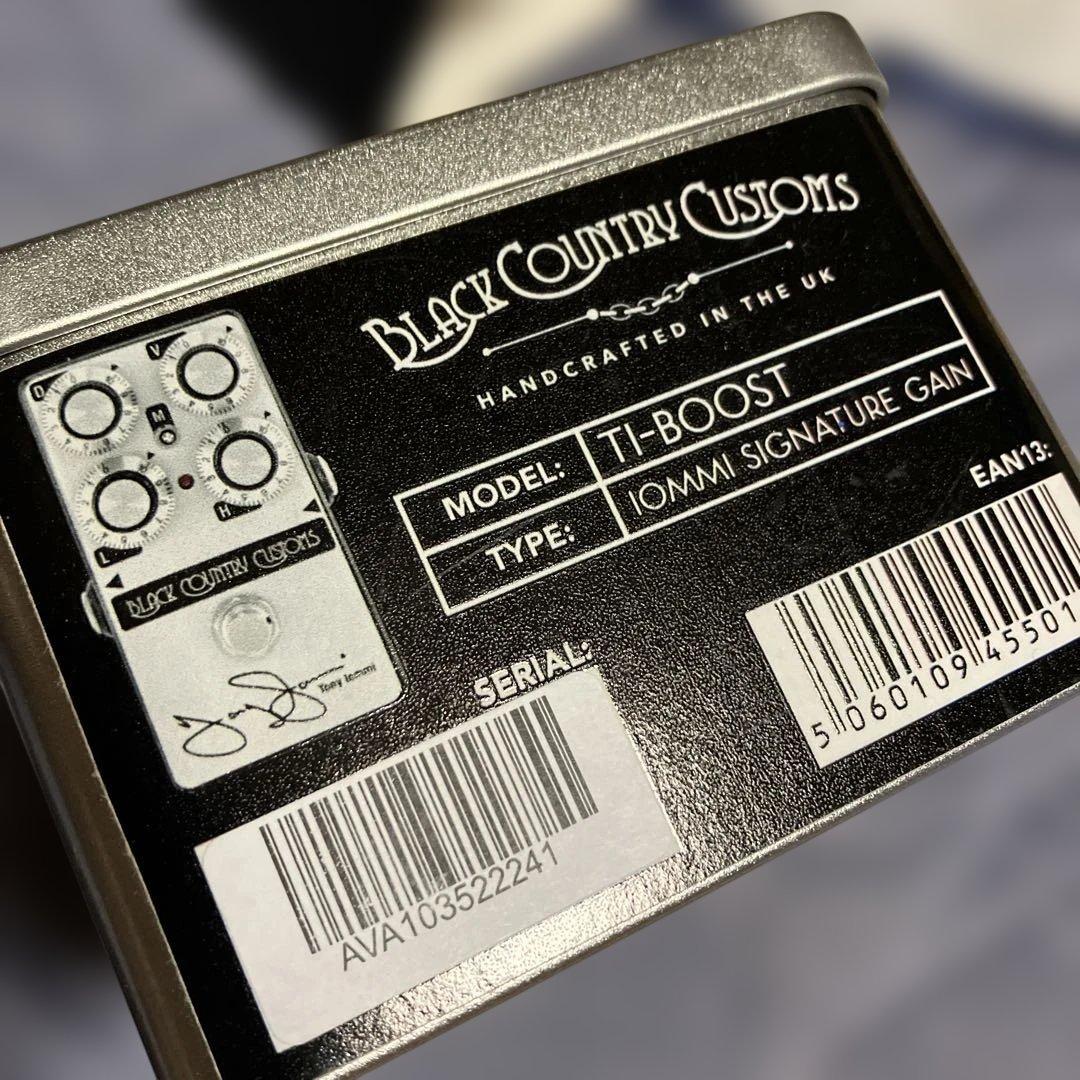 BLACK COUNTRY CUSTOMS
HANDCRAFTED IN THE UK
MODEL: TI-BOOST
TYPE: IOMMI SIGNATURE GAIN
D
V
M
L
H
BLACK COUNTRY CUSTOMS
Tony Iommi
SERIAL:
AVA103522241
EAN13:
5 060109 45501